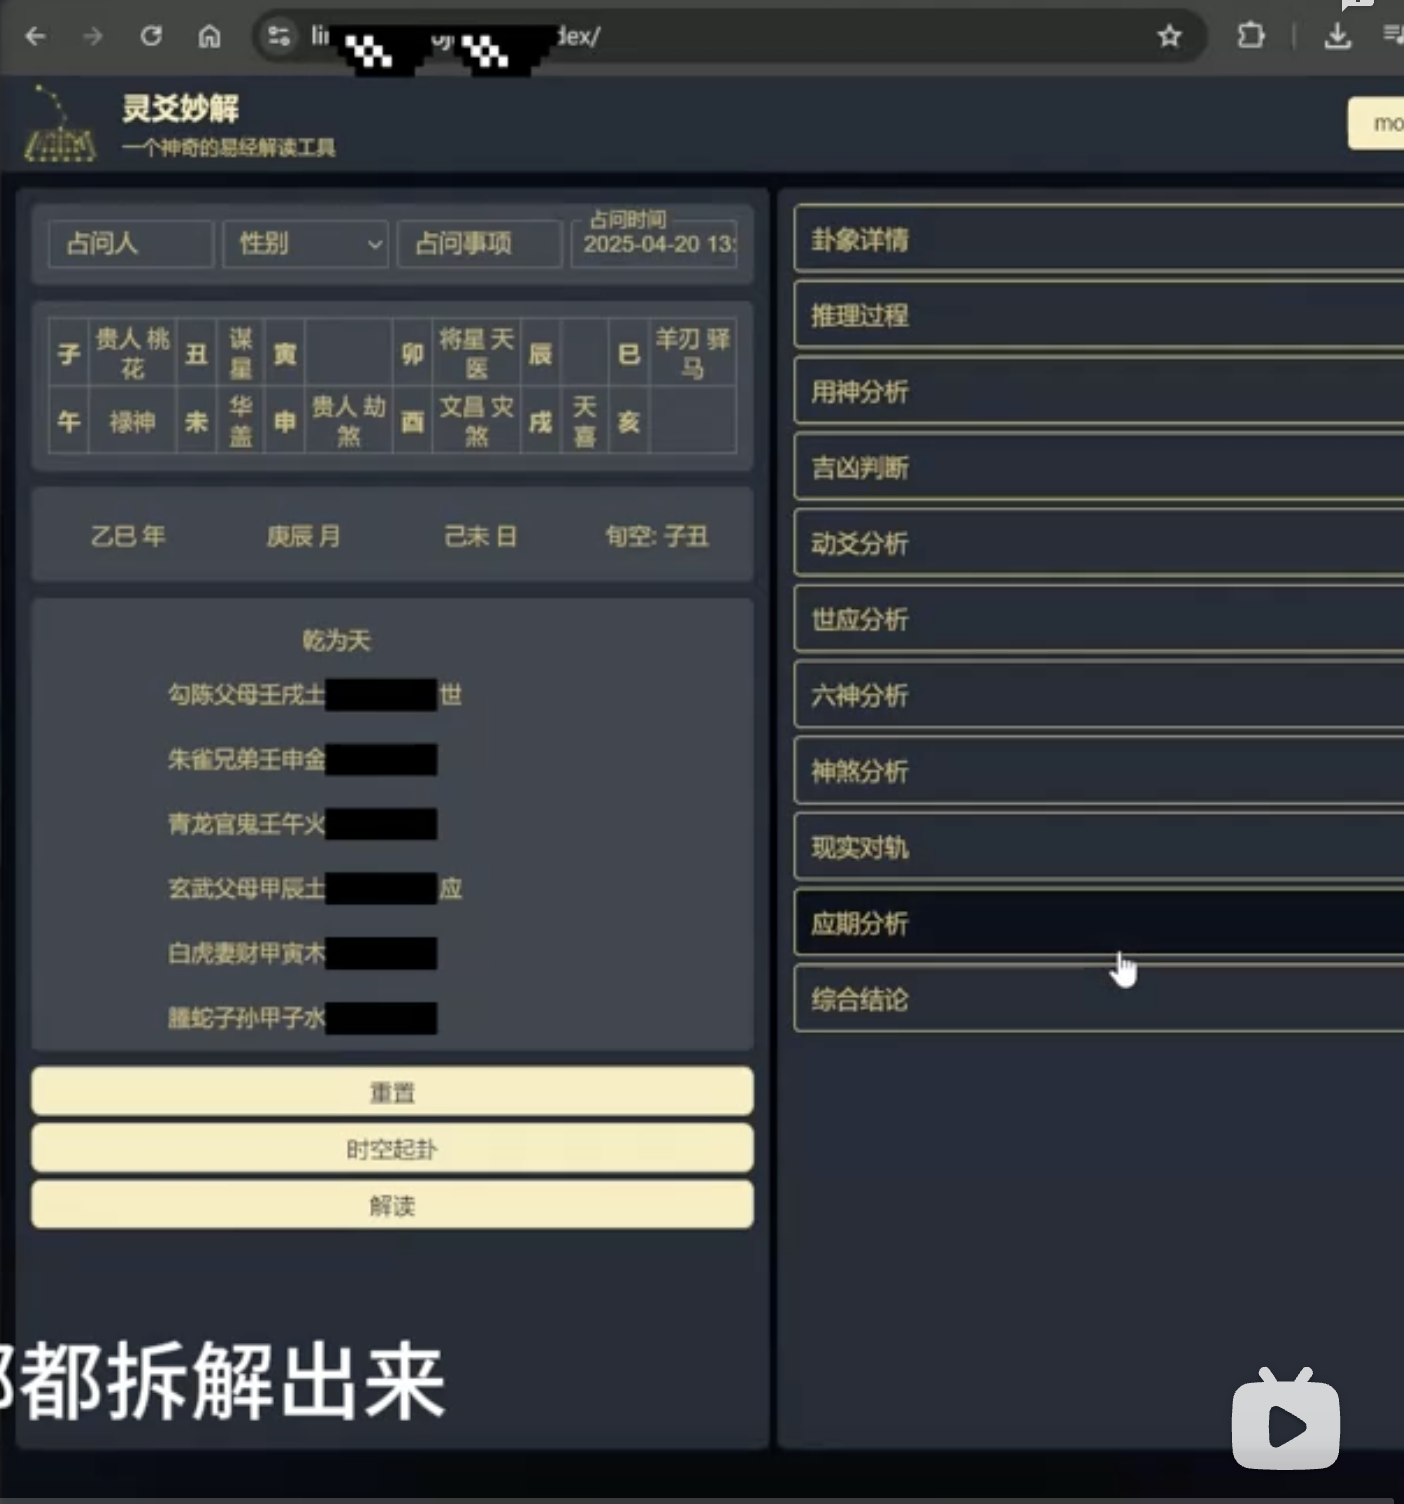 dex/
灵爻妙解
一个神奇的易经解读工具
占问人
性别
占问事项
占问时间
2025-04-20 13:
子 贵人 桃花 丑 谋星 寅 卯 将星 天医 辰 巳 羊刃 驿马
午 禄神 未 华盖 申 贵人 劫煞 酉 文昌 灾煞 戌 天喜 亥
乙巳 年 庚辰 月 己未 日 旬空: 子丑
乾为天
勾陈父母壬戌土 世
朱雀兄弟壬申金
青龙官鬼壬午火
玄武父母甲辰土 应
白虎妻财甲寅木
螣蛇子孙甲子水
重置
时空起卦
解读
卦象详情
推理过程
用神分析
吉凶判断
动爻分析
世应分析
六神分析
神煞分析
现实对轨
应期分析
综合结论
都拆解出来